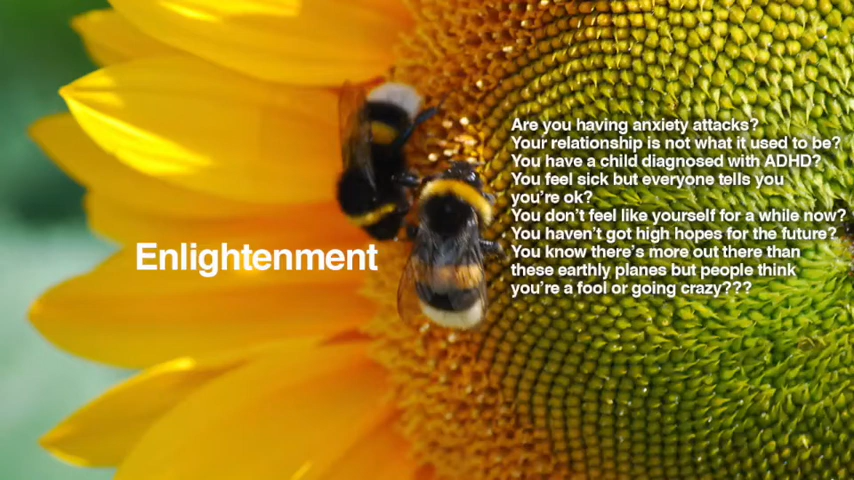 Enlightenment
Are you having anxiety attacks?
Your relationship is not what it used to be?
You have a child diagnosed with ADHD?
You feel sick but everyone tells you
you're ok?
You don't feel like yourself for a while now?
You haven't got high hopes for the future?
You know there's more out there than
these earthly planes but people think
you're a fool or going crazy???